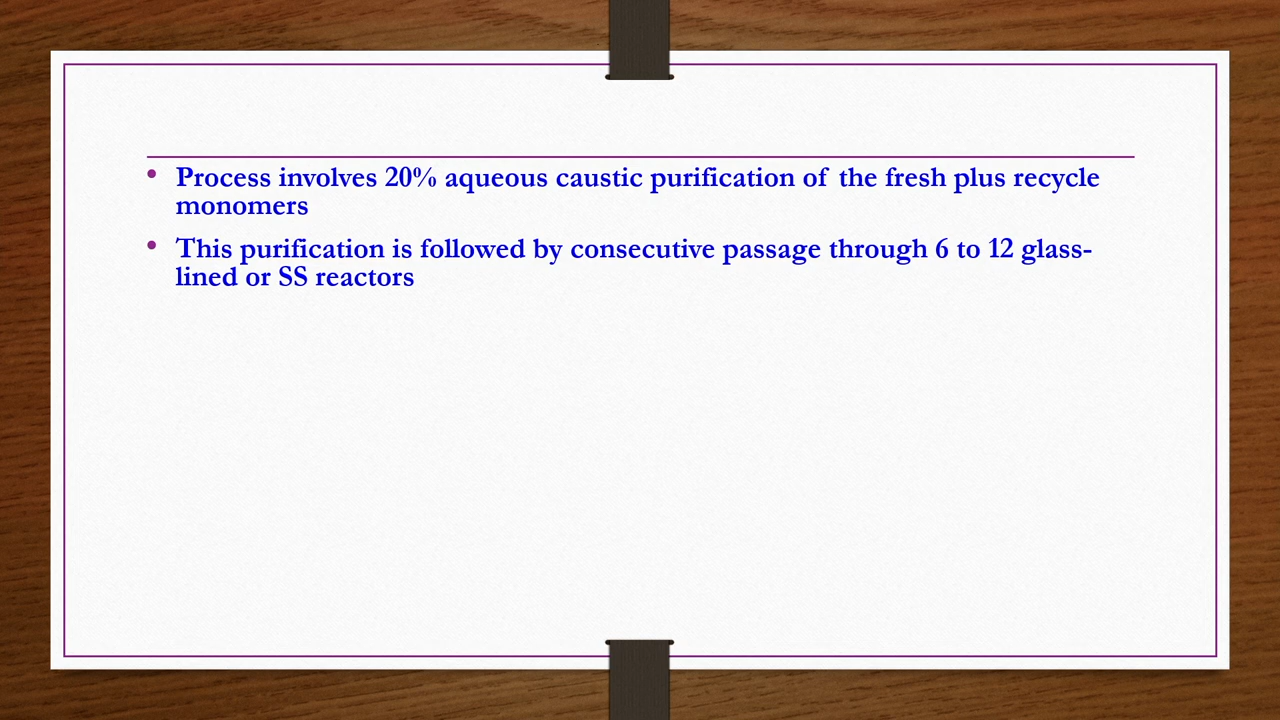 • Process involves 20% aqueous caustic purification of the fresh plus recycle
monomers
• This purification is followed by consecutive passage through 6 to 12 glass-
lined or SS reactors